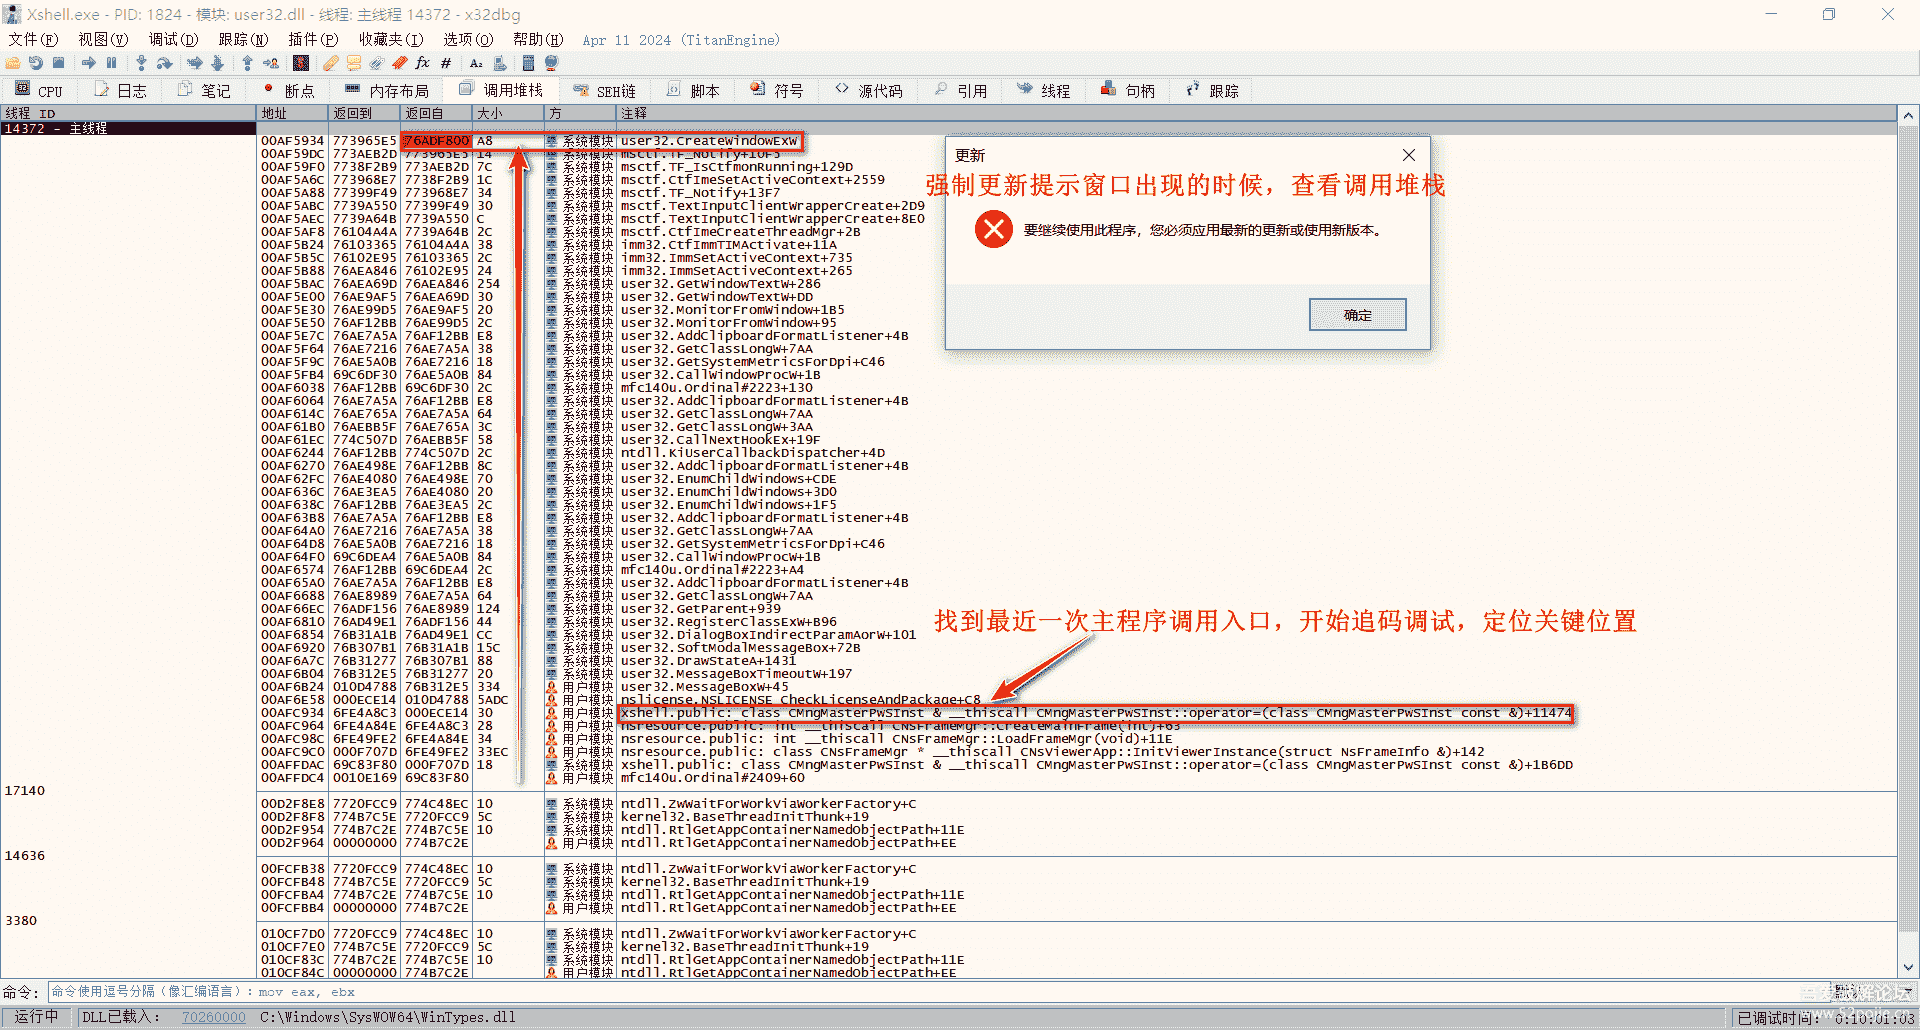 Xshell.exe - PID: 1824 - 模块: user32.dll - 线程: 主线程 14372 - x32dbg
文件(F) 视图(V) 调试(D) 跟踪(N) 插件(P) 收藏夹(I) 选项(O) 帮助(H) Apr 11 2024 (TitanEngine)
CPU 日志 笔记 断点 内存布局 调用堆栈 SEH链 脚本 符号 源代码 引用 线程 句柄 跟踪
线程 ID 地址 返回到 返回自 大小 方 注释
14372 - 主线程
00AF5934 773965E5 76ADF800 A8 系统模块 user32.CreateWindowExW
00AF59DC 773AEB2D 773965E5 14 系统模块 msctf.TF_Notify+10F5
00AF59F0 7738F2B9 773AEB2D 7C 系统模块 msctf.TF_IsCtfmonRunning+129D
00AF5A6C 773968E7 7738F2B9 1C 系统模块 msctf.CtfImeSetActiveContext+2559
00AF5A88 77399F49 773968E7 34 系统模块 msctf.TF_Notify+13F7
00AF5ABC 7739A550 77399F49 30 系统模块 msctf.TextInputClientWrapperCreate+2D9
00AF5AEC 7739A64B 7739A550 C 系统模块 msctf.TextInputClientWrapperCreate+8E0
00AF5AF8 76104A4A 7739A64B 2C 系统模块 msctf.CtfImeCreateThreadMgr+2B
00AF5B24 76103365 76104A4A 38 系统模块 imm32.CtfImmTIMActivate+11A
00AF5B5C 76102E95 76103365 2C 系统模块 imm32.ImmSetActiveContext+735
00AF5B88 76AEA846 76102E95 24 系统模块 imm32.ImmSetActiveContext+265
00AF5BAC 76AEA69D 76AEA846 254 系统模块 user32.GetWindowTextW+286
00AF5E00 76AE9AF5 76AEA69D 30 系统模块 user32.GetWindowTextW+DD
00AF5E30 76AE99D5 76AE9AF5 20 系统模块 user32.MonitorFromWindow+1B5
00AF5E50 76AF12BB 76AE99D5 2C 系统模块 user32.MonitorFromWindow+95
00AF5E7C 76AE7A5A 76AF12BB E8 系统模块 user32.AddClipboardFormatListener+4B
00AF5F64 76AE7216 76AE7A5A 38 系统模块 user32.GetClassLongW+7AA
00AF5F9C 76AE5A0B 76AE7216 18 系统模块 user32.GetSystemMetricsForDpi+C46
00AF5FB4 69C6DF30 76AE5A0B 84 系统模块 user32.CallWindowProcW+1B
00AF6038 76AF12BB 69C6DF30 2C 系统模块 mfc140u.Ordinal#2223+130
00AF6064 76AE7A5A 76AF12BB E8 系统模块 user32.AddClipboardFormatListener+4B
00AF614C 76AE765A 76AE7A5A 64 系统模块 user32.GetClassLongW+7AA
00AF61B0 76AEBB5F 76AE765A 3C 系统模块 user32.GetClassLongW+3AA
00AF61EC 774C507D 76AEBB5F 58 系统模块 user32.CallNextHookEx+19F
00AF6244 76AF12BB 774C507D 2C 系统模块 ntdll.KiUserCallbackDispatcher+4D
00AF6270 76AE498E 76AF12BB 8C 系统模块 user32.AddClipboardFormatListener+4B
00AF62FC 76AE4080 76AE498E 70 系统模块 user32.EnumChildWindows+CDE
00AF636C 76AE3EA5 76AE4080 20 系统模块 user32.EnumChildWindows+3D0
00AF638C 76AF12BB 76AE3EA5 2C 系统模块 user32.EnumChildWindows+1F5
00AF63B8 76AE7A5A 76AF12BB E8 系统模块 user32.AddClipboardFormatListener+4B
00AF64A0 76AE7216 76AE7A5A 38 系统模块 user32.GetClassLongW+7AA
00AF64D8 76AE5A0B 76AE7216 18 系统模块 user32.GetSystemMetricsForDpi+C46
00AF64F0 69C6DEA4 76AE5A0B 84 系统模块 user32.CallWindowProcW+1B
00AF6574 76AF12BB 69C6DEA4 2C 系统模块 mfc140u.Ordinal#2223+A4
00AF65A0 76AE7A5A 76AF12BB E8 系统模块 user32.AddClipboardFormatListener+4B
00AF6688 76AE8989 76AE7A5A 64 系统模块 user32.GetClassLongW+7AA
00AF66EC 76ADF156 76AE8989 124 系统模块 user32.GetParent+939
00AF6810 76AD49E1 76ADF156 44 系统模块 user32.RegisterClassExW+B96
00AF6854 76B31A1B 76AD49E1 CC 系统模块 user32.DialogBoxIndirectParamAorW+101
00AF6920 76B307B1 76B31A1B 15C 系统模块 user32.SoftModalMessageBox+72B
00AF6A7C 76B31277 76B307B1 88 系统模块 user32.DrawStateA+1431
00AF6B04 76B312E5 76B31277 20 系统模块 user32.MessageBoxTimeoutW+197
00AF6B24 010D4788 76B312E5 334 用户模块 user32.MessageBoxW+45
00AF6E58 000ECE14 010D4788 5ADC 用户模块 nslicense.NSLICENSE_CheckLicenseAndPackage+C8
00AFC934 6FE4A8C3 000ECE14 30 用户模块 xshell.public: class CMngMasterPwSInst & __thiscall CMngMasterPwSInst::operator=(class CMngMasterPwSInst const &)+11474
00AFC964 6FE4A84E 6FE4A8C3 28 用户模块 nsresource.public: int __thiscall CNSFrameMgr::CreateMainFrame(int)+63
00AFC98C 6FE49FE2 6FE4A84E 34 用户模块 nsresource.public: int __thiscall CNsFrameMgr::LoadFrameMgr(void)+11E
00AFC9C0 000F707D 6FE49FE2 33EC 用户模块 nsresource.public: class CNsFrameMgr * __thiscall CNsViewerApp::InitViewerInstance(struct NsFrameInfo &)+142
00AFFDAC 69C83F80 000F707D 18 系统模块 xshell.public: class CMngMasterPwSInst & __thiscall CMngMasterPwSInst::operator=(class CMngMasterPwSInst const &)+1B6DD
00AFFDC4 0010E169 69C83F80 用户模块 mfc140u.Ordinal#2409+60
17140
00D2F8E8 7720FCC9 774C48EC 10 系统模块 ntdll.ZwWaitForWorkViaWorkerFactory+C
00D2F8F8 774B7C5E 7720FCC9 5C 系统模块 kernel32.BaseThreadInitThunk+19
00D2F954 774B7C2E 774B7C5E 10 系统模块 ntdll.RtlGetAppContainerNamedObjectPath+11E
00D2F964 00000000 774B7C2E 用户模块 ntdll.RtlGetAppContainerNamedObjectPath+EE
14636
00FCFB38 7720FCC9 774C48EC 10 系统模块 ntdll.ZwWaitForWorkViaWorkerFactory+C
00FCFB48 774B7C5E 7720FCC9 5C 系统模块 kernel32.BaseThreadInitThunk+19
00FCFBA4 774B7C2E 774B7C5E 10 系统模块 ntdll.RtlGetAppContainerNamedObjectPath+11E
00FCFBB4 00000000 774B7C2E 用户模块 ntdll.RtlGetAppContainerNamedObjectPath+EE
3380
010CF7D0 7720FCC9 774C48EC 10 系统模块 ntdll.ZwWaitForWorkViaWorkerFactory+C
010CF7E0 774B7C5E 7720FCC9 5C 系统模块 kernel32.BaseThreadInitThunk+19
010CF83C 774B7C2E 774B7C5E 10 系统模块 ntdll.RtlGetAppContainerNamedObjectPath+11E
010CF84C 00000000 774B7C2E 用户模块 ntdll.RtlGetAppContainerNamedObjectPath+EE
更新
强制更新提示窗口出现的时候，查看调用堆栈
要继续使用此程序，您必须应用最新的更新或使用新版本。
确定
找到最近一次主程序调用入口，开始追码调试，定位关键位置
命令： 命令使用逗号分隔（像汇编语言）：mov eax, ebx
运行中 DLL已载入： 70260000 C:\Windows\SysWOW64\WinTypes.dll
已调试时间： 0:10:01:03